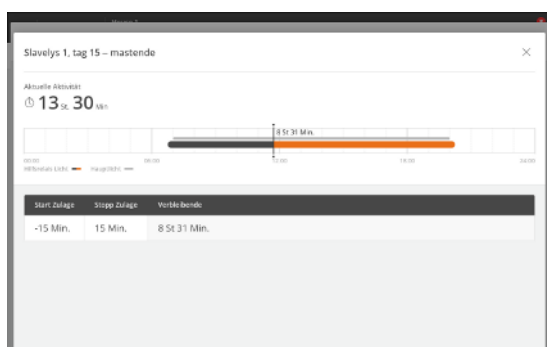 Slavelys 1, tag 15 – mastende
Aktuelle Aktivität
13 St. 30 Min
8 St 31 Min.
00:00 06:00 12:00 18:00 24:00
Hauptlicht
Start Zulage Stopp Zulage Verbleibende
-15 Min. 15 Min. 8 St 31 Min.